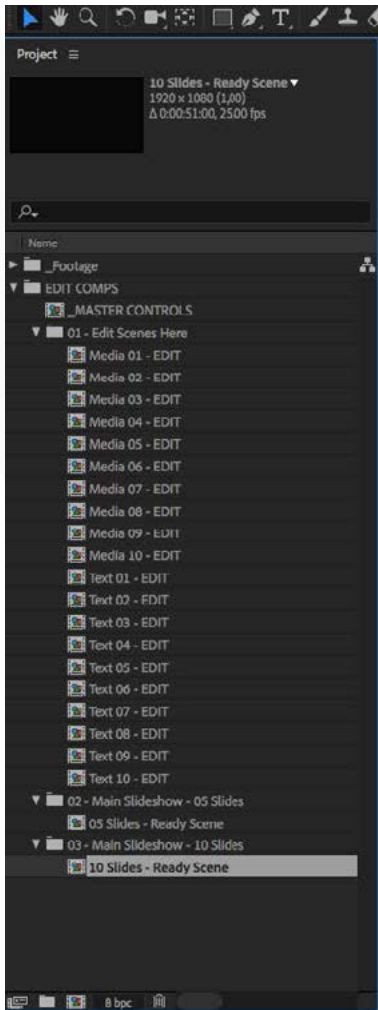 Project
10 Slides - Ready Scene
1920 x 1080 (1,00)
Δ 0:00:51:00, 25,00 fps
Name
_Footage
EDIT COMPS
_MASTER CONTROLS
01 - Edit Scenes Here
Media 01 - EDIT
Media 02 - EDIT
Media 03 - EDIT
Media 04 - EDIT
Media 05 - EDIT
Media 06 - EDIT
Media 07 - EDIT
Media 08 - EDIT
Media 09 - EDIT
Media 10 - EDIT
Text 01 - EDIT
Text 02 - EDIT
Text 03 - EDIT
Text 04 - EDIT
Text 05 - EDIT
Text 06 - EDIT
Text 07 - EDIT
Text 08 - EDIT
Text 09 - EDIT
Text 10 - EDIT
02 - Main Slideshow - 05 Slides
05 Slides - Ready Scene
03 - Main Slideshow - 10 Slides
10 Slides - Ready Scene
8 bpc